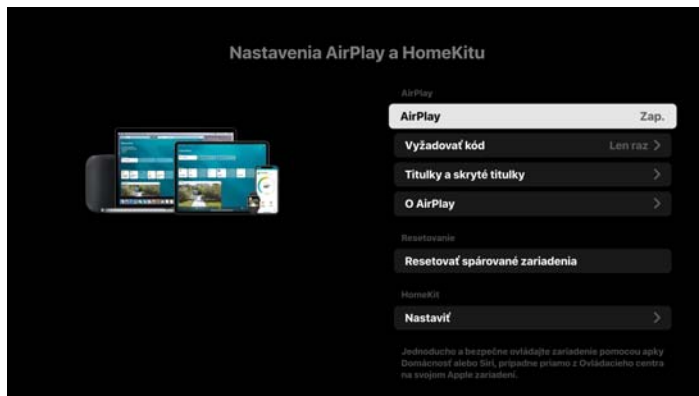 Nastavenia AirPlay a HomeKitu
AirPlay
AirPlay Zap.
Vyžadovať kód Len raz >
Titulky a skryté titulky >
O AirPlay >
Resetovanie
Resetovať spárované zariadenia
HomeKit
Nastaviť >
Jednoducho a bezpečne ovládajte zariadenie pomocou apky
Domácnosť alebo Siri, prípadne priamo z Ovládacieho centra
na svojom Apple zariadení.